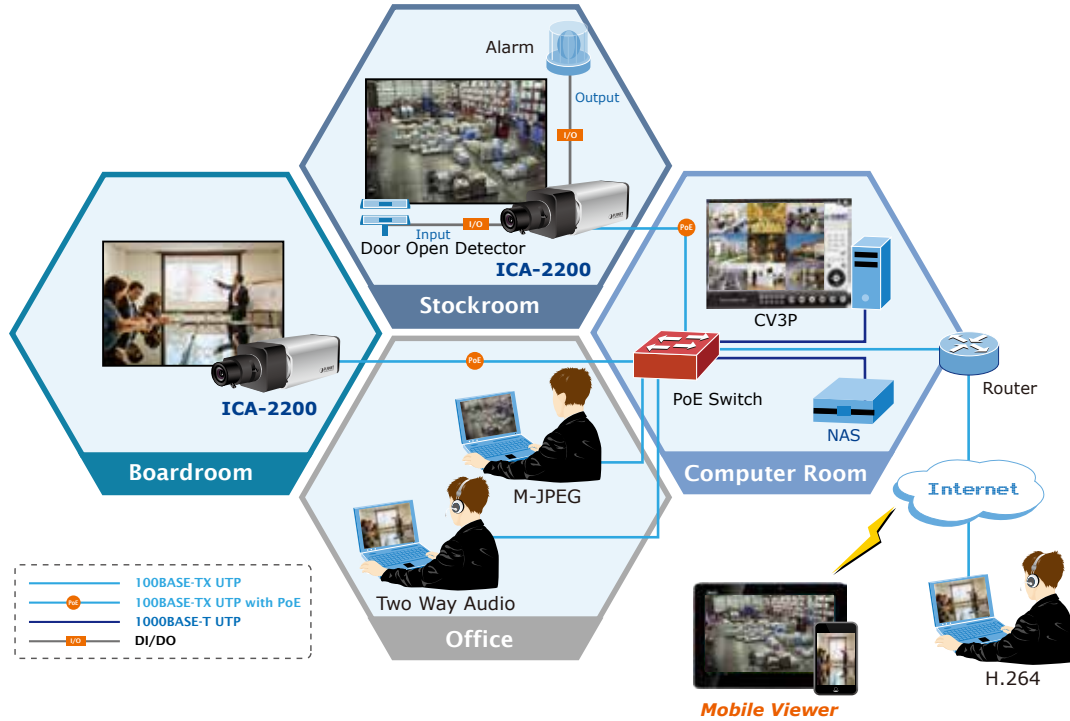 Alarm
Output
I/O
I/O
Input
Door Open Detector
ICA-2200
Stockroom
PoE
CV3P
PoE Switch
Router
NAS
Computer Room
PoE
ICA-2200
Boardroom
M-JPEG
Two Way Audio
Office
Internet
H.264
Mobile Viewer
100BASE-TX UTP
PoE
100BASE-TX UTP with PoE
1000BASE-T UTP
I/O
DI/DO